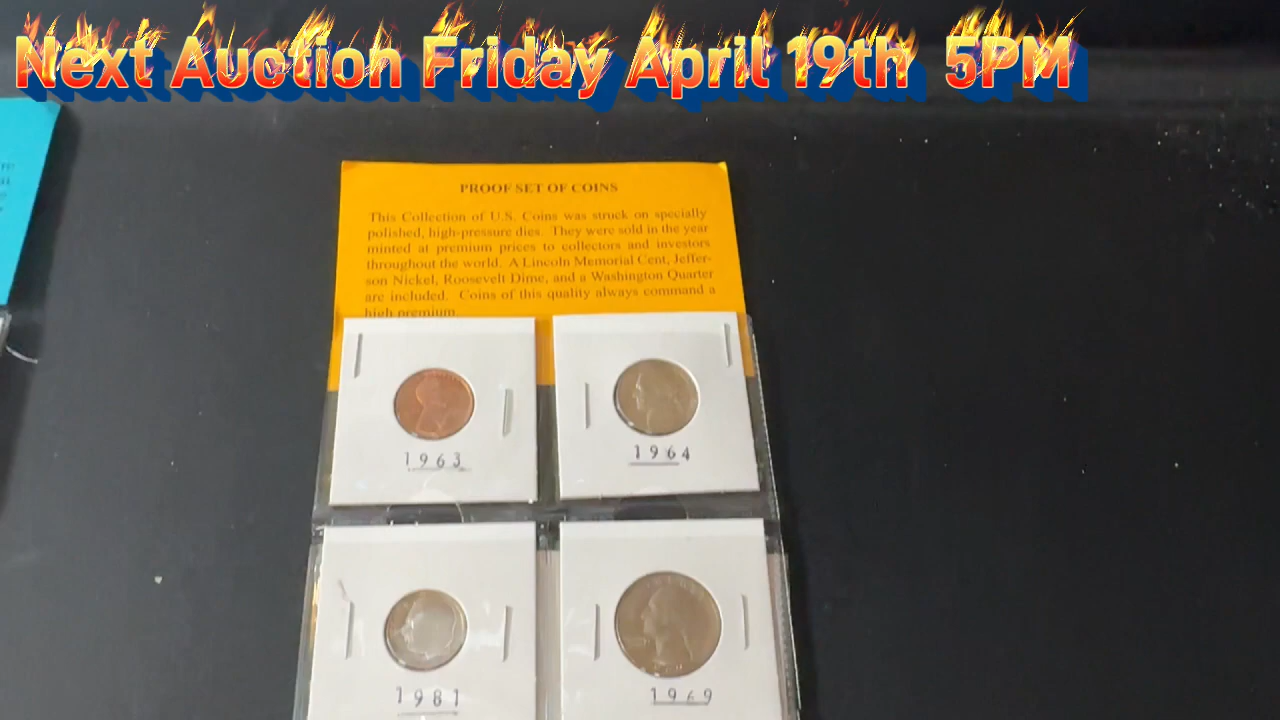 Next Auction Friday April 19th 5PM
PROOF SET OF COINS
This Collection of U.S. Coins was struck on specially
polished, high-pressure dies. They were sold in the year
minted at premium prices to collectors and investors
throughout the world. A Lincoln Memorial Cent, Jeffer-
son Nickel, Roosevelt Dime, and a Washington Quarter
are included. Coins of this quality always command a
high premium.
1963
1964
1981
1969